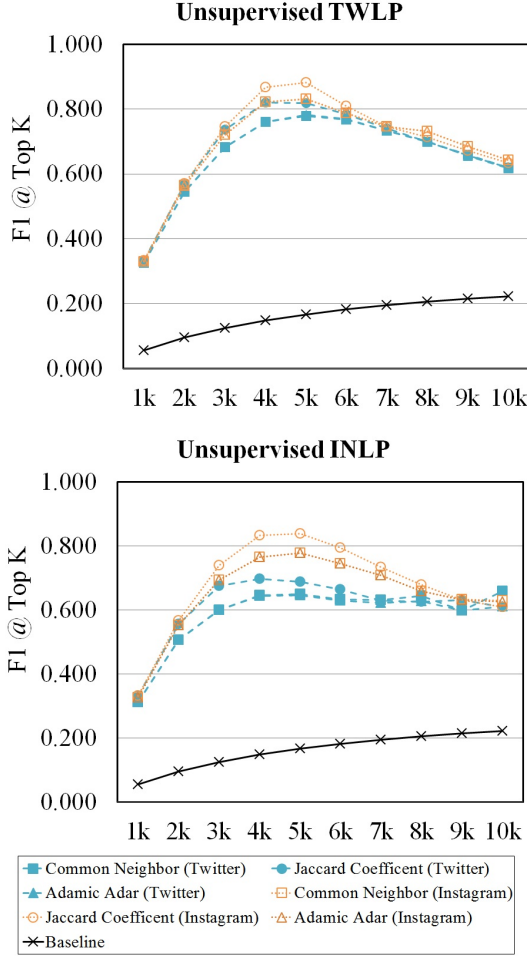 Unsupervised TWLP
F1 @ Top K
1.000
0.800
0.600
0.400
0.200
0.000
1k 2k 3k 4k 5k 6k 7k 8k 9k 10k
Unsupervised INLP
F1 @ Top K
1.000
0.800
0.600
0.400
0.200
0.000
1k 2k 3k 4k 5k 6k 7k 8k 9k 10k
Common Neighbor (Twitter) Jaccard Coefficent (Twitter)
Adamic Adar (Twitter) Common Neighbor (Instagram)
Jaccard Coefficent (Instagram) Adamic Adar (Instagram)
Baseline